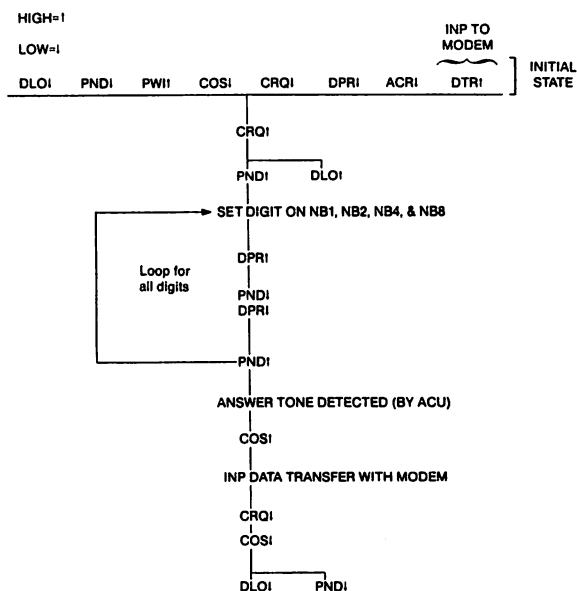 HIGH=↑
LOW=↓
INP TO
MODEM
DLO↓ PND↓ PWI↑ COS↓ CRQ↓ DPR↓ ACR↓ DTR↑
INITIAL
STATE
CRQ↑
PND↑ DLO↑
SET DIGIT ON NB1, NB2, NB4, & NB8
DPR↑
Loop for
all digits
PND↓
DPR↓
PND↑
ANSWER TONE DETECTED (BY ACU)
COS↑
INP DATA TRANSFER WITH MODEM
CRQ↓
COS↓
DLO↓ PND↓